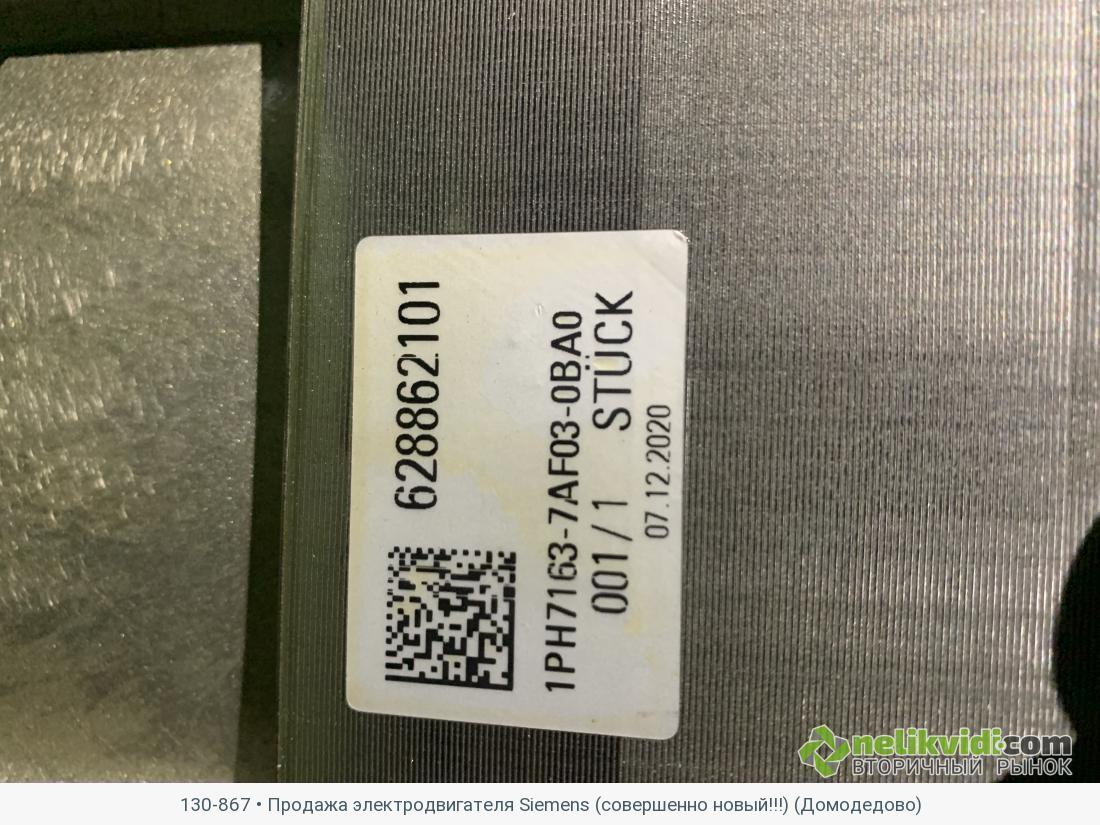 628862101
1PH7163-7AF03-0BA0
001/1 STÜCK
07.12.2020
nelikvidi.com
ВТОРИЧНЫЙ РЫНОК
130-867 • Продажа электродвигателя Siemens (совершенно новый!!!) (Домодедово)